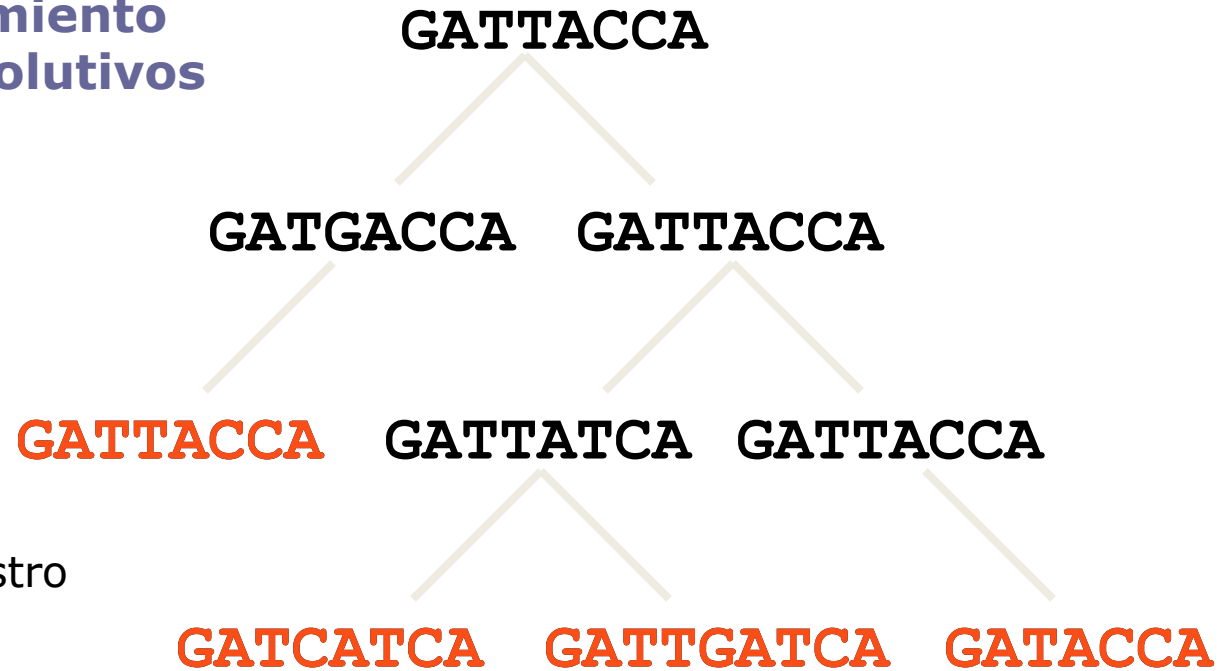 miento
olutivos
GATTACCA
GATGACCA GATTACCA
GATTACCA GATTATCA GATTACCA
stro
GATCATCA GATTGATCA GATACCA